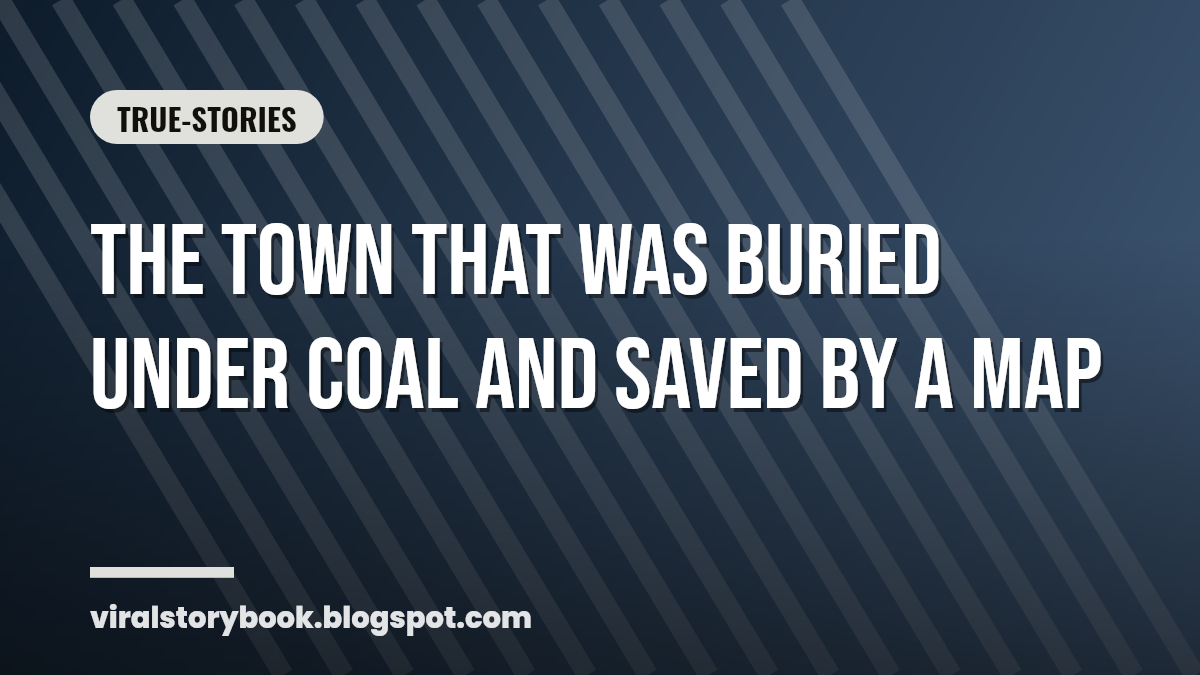 TRUE-STORIES
THE TOWN THAT WAS BURIED
UNDER COAL AND SAVED BY A MAP
viralstorybook.blogspot.com